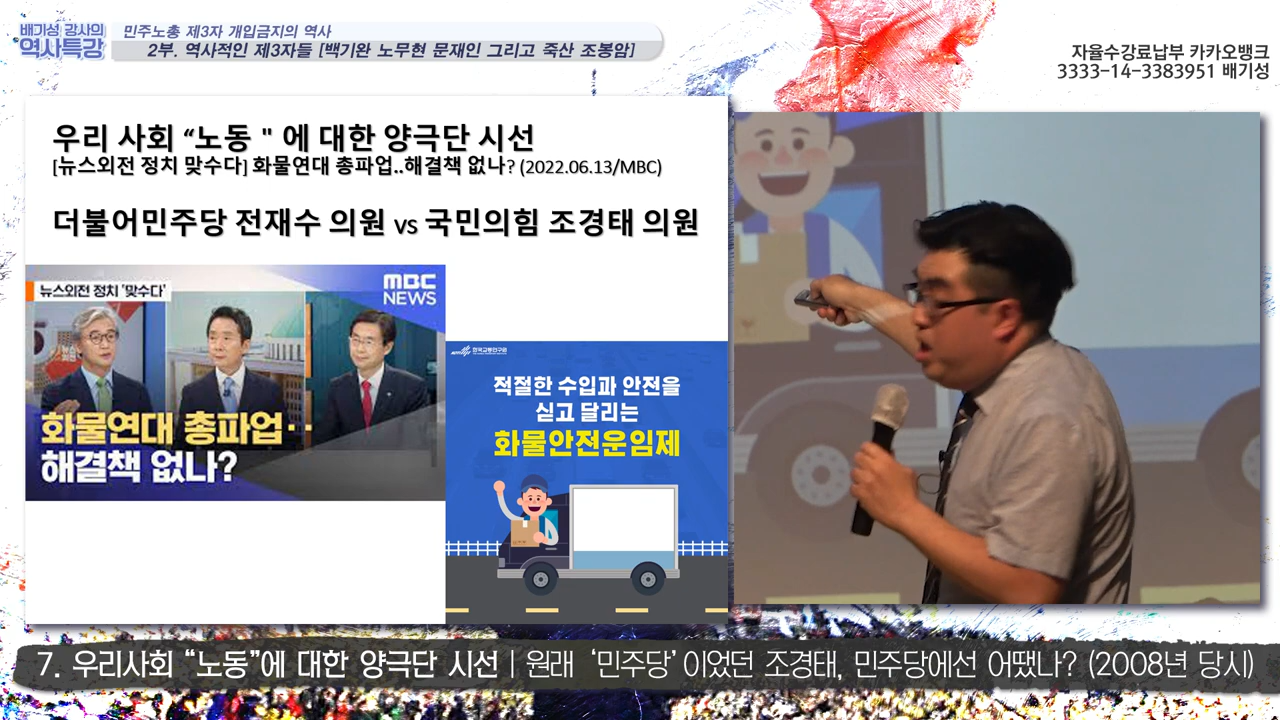 배기성 강사의
역사특강
민주노총 제3자 개입금지의 역사
2부. 역사적인 제3자들 [백기완 노무현 문재인 그리고 죽산 조봉암]
자율수강료납부 카카오뱅크
3333-14-3383951 배기성
우리 사회 “노동＂에 대한 양극단 시선
[뉴스외전 정치 맞수다] 화물연대 총파업..해결책 없나? (2022.06.13/MBC)
더불어민주당 전재수 의원 vs 국민의힘 조경태 의원
뉴스외전 정치 '맞수다'
MBC
NEWS
화물연대 총파업‥
해결책 없나?
한국교통연구원
적절한 수입과 안전을
싣고 달리는
화물안전운임제
7. 우리사회 “노동”에 대한 양극단 시선 | 원래 ‘민주당’이었던 조경태, 민주당에선 어땠나? (2008년 당시)